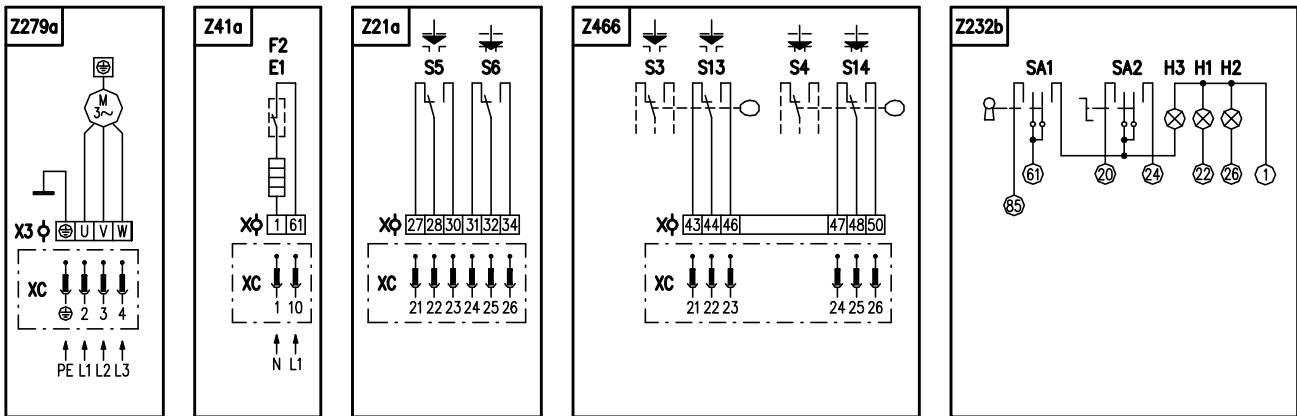 Z279a
M
3~
X3
U V W
XC
2 3 4
PE L1 L2 L3
Z41a
F2
E1
X
1 61
XC
1 10
N L1
Z21a
S5 S6
X
27 28 30 31 32 34
XC
21 22 23 24 25 26
Z466
S3 S13 S4 S14
X
43 44 46 47 48 50
XC
21 22 23 24 25 26
Z232b
SA1 SA2 H3 H1 H2
61 20 24 22 26 1
85